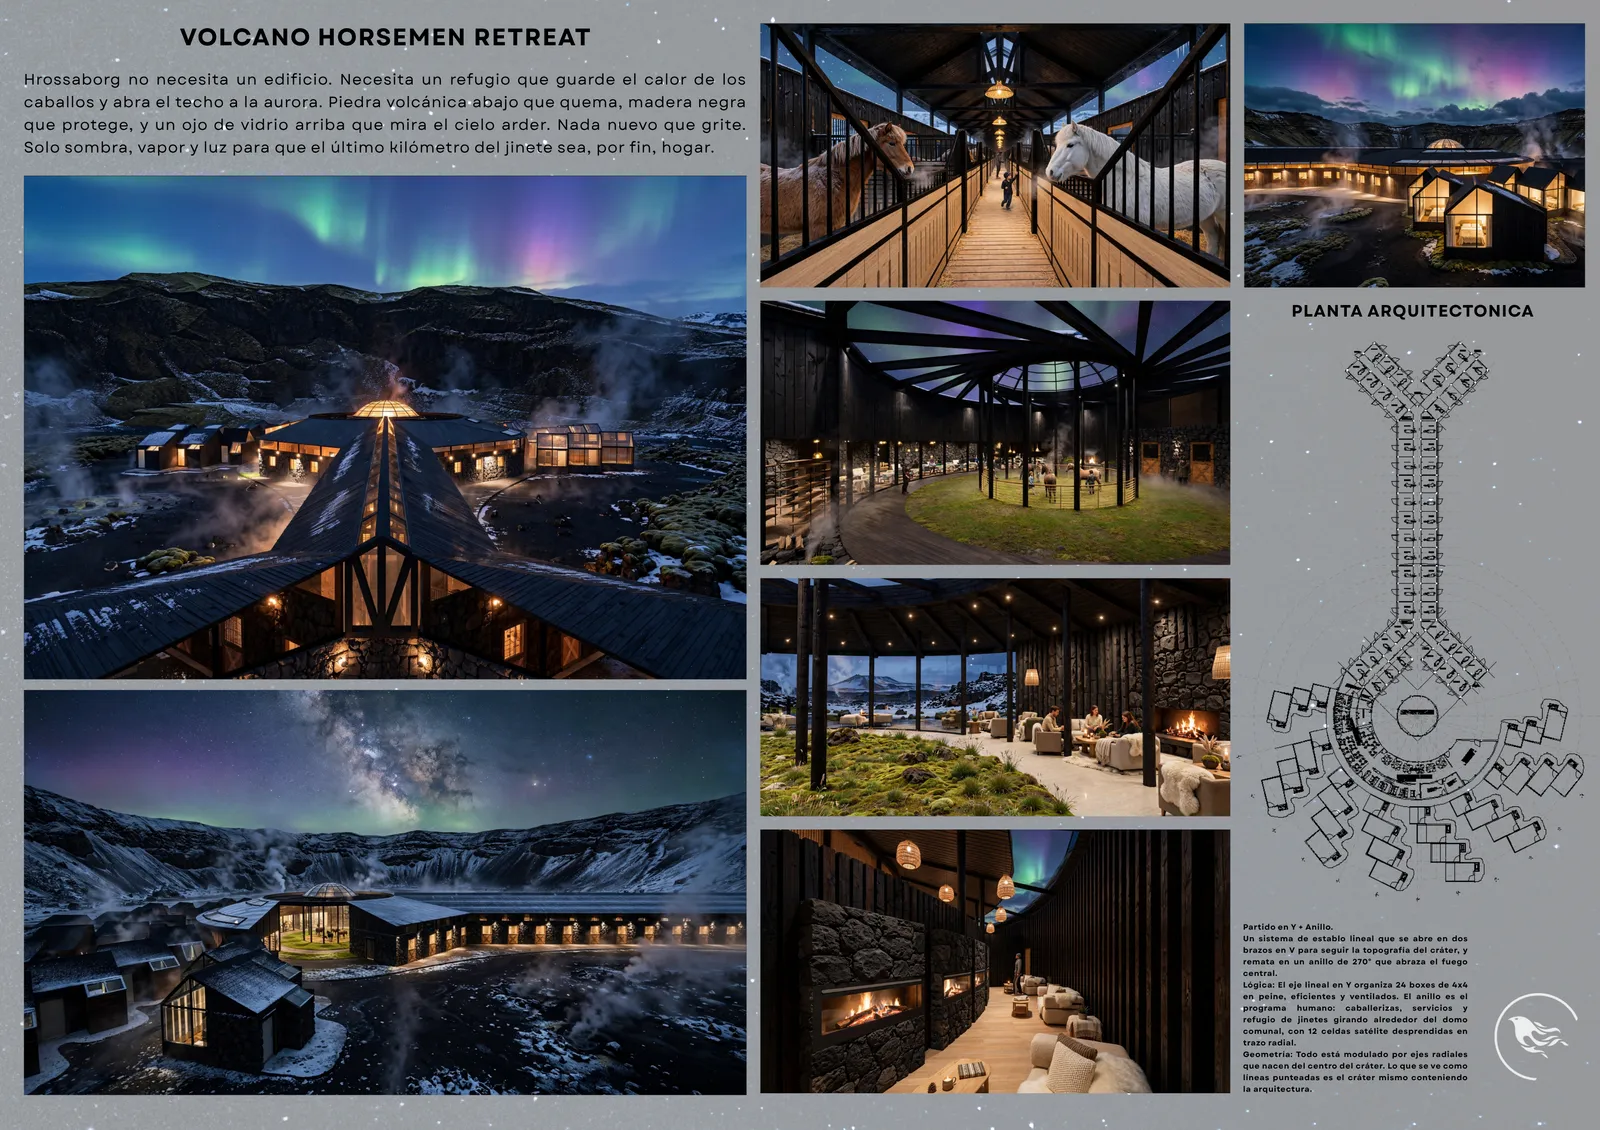 VOLCANO HORSEMEN RETREAT
Hrossaborg no necesita un edificio. Necesita un refugio que guarde el calor de los
caballos y abra el techo a la aurora. Piedra volcánica abajo que quema, madera negra
que protege, y un ojo de vidrio arriba que mira el cielo arder. Nada nuevo que grite.
Solo sombra, vapor y luz para que el último kilómetro del jinete sea, por fin, hogar.
PLANTA ARQUITECTONICA
Partido en Y + Anillo.
Un sistema de establo lineal que se abre en dos
brazos en V para seguir la topografía del cráter, y
remata en un anillo de 270° que abraza el fuego
central.
Lógica: El eje lineal en Y organiza 24 boxes de 4x4
en peine, eficientes y ventilados. El anillo es el
programa humano: caballerizas, servicios y
refugio de jinetes girando alrededor del domo
comunal, con 12 celdas satélite desprendidas en
trazo radial.
Geometría: Todo está modulado por ejes radiales
que nacen del centro del cráter. Lo que se ve como
líneas punteadas es el cráter mismo conteniendo
la arquitectura.